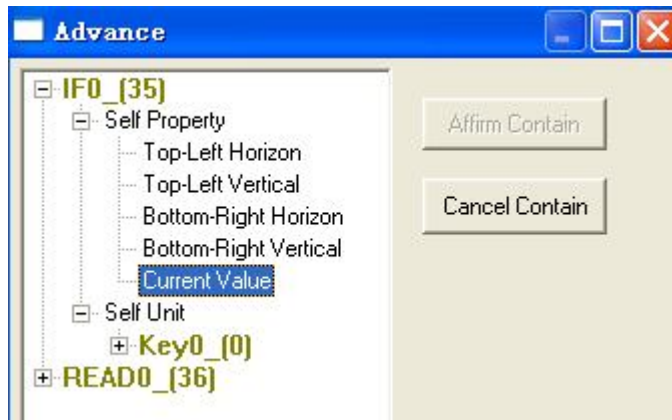 Advance
IF0_(35)
Self Property
Top-Left Horizon
Top-Left Vertical
Bottom-Right Horizon
Bottom-Right Vertical
Current Value
Self Unit
Key0_(0)
READ0_(36)
Affirm Contain
Cancel Contain